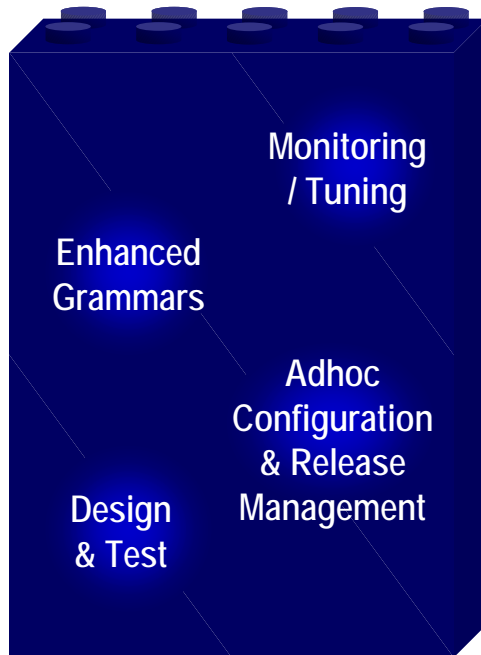 Monitoring
/ Tuning
Enhanced
Grammars
Adhoc
Configuration
& Release
Management
Design
& Test